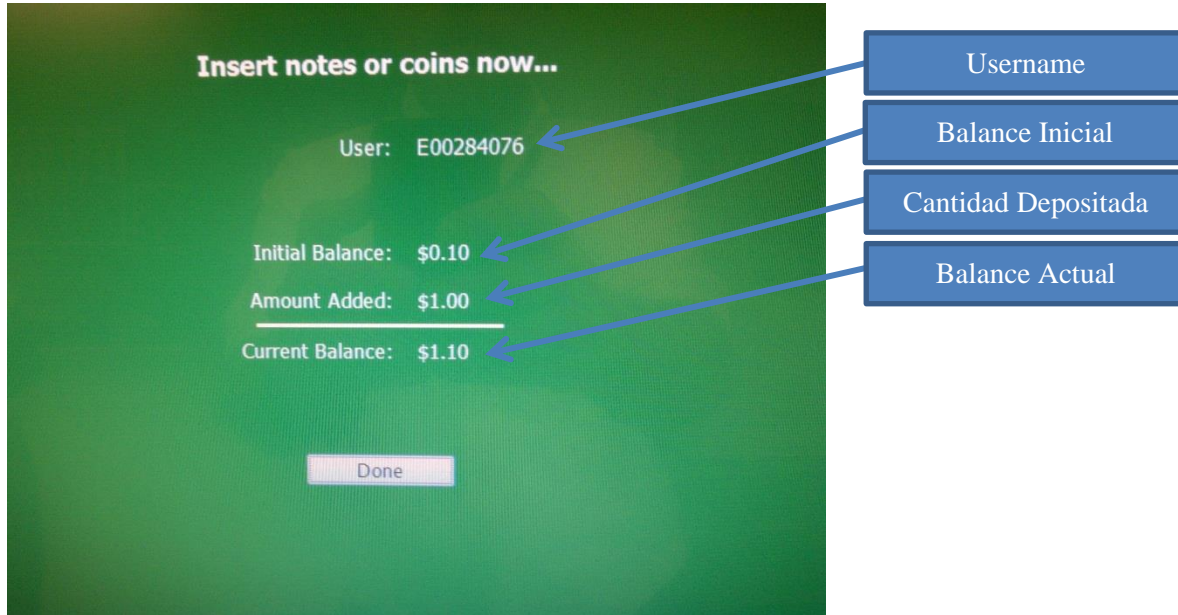 Insert notes or coins now...
Username
User: E00284076
Balance Inicial
Cantidad Depositada
Initial Balance: $0.10
Balance Actual
Amount Added: $1.00
Current Balance: $1.10
Done